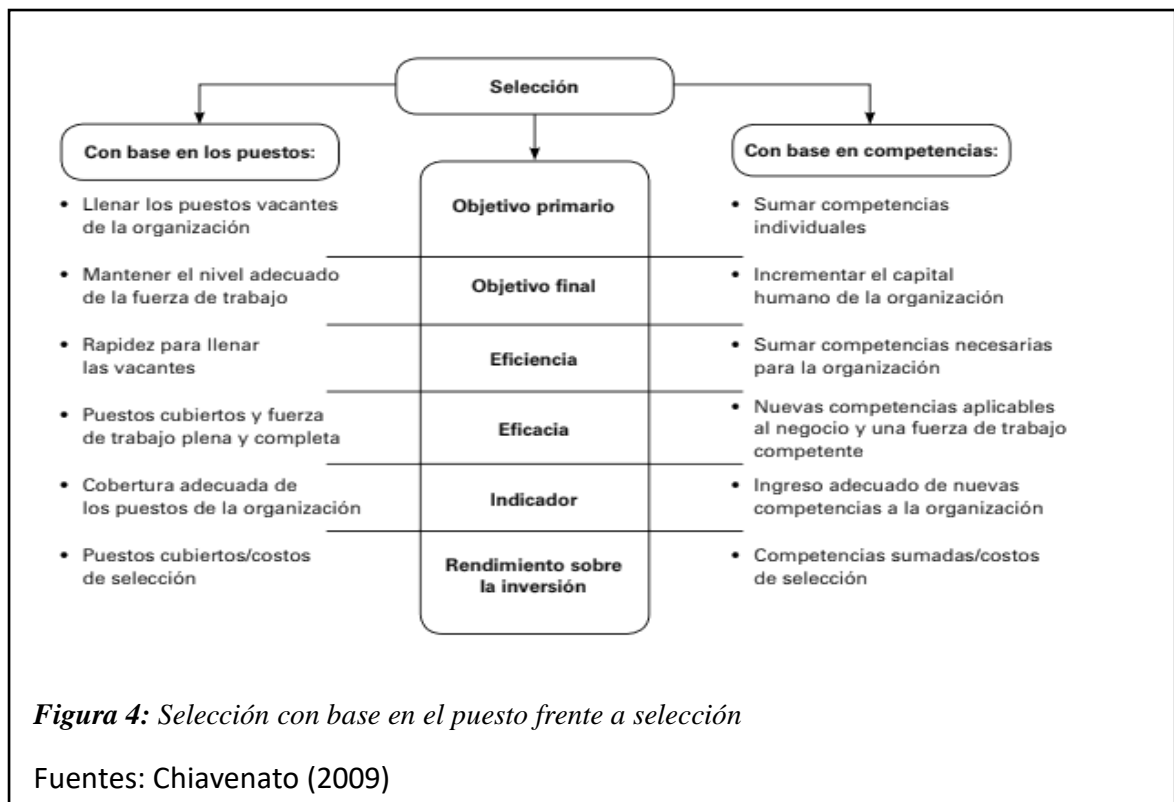 Selección
Con base en los puestos:
Con base en competencias:
• Llenar los puestos vacantes
de la organización
Objetivo primario
• Sumar competencias
individuales
• Mantener el nivel adecuado
de la fuerza de trabajo
Objetivo final
• Incrementar el capital
humano de la organización
• Rapidez para llenar
las vacantes
Eficiencia
• Sumar competencias necesarias
para la organización
• Puestos cubiertos y fuerza
de trabajo plena y completa
Eficacia
• Nuevas competencias aplicables
al negocio y una fuerza de trabajo
competente
• Cobertura adecuada de
los puestos de la organización
Indicador
• Ingreso adecuado de nuevas
competencias a la organización
• Puestos cubiertos/costos
de selección
Rendimiento sobre
la inversión
• Competencias sumadas/costos
de selección
Figura 4: Selección con base en el puesto frente a selección
Fuentes: Chiavenato (2009)